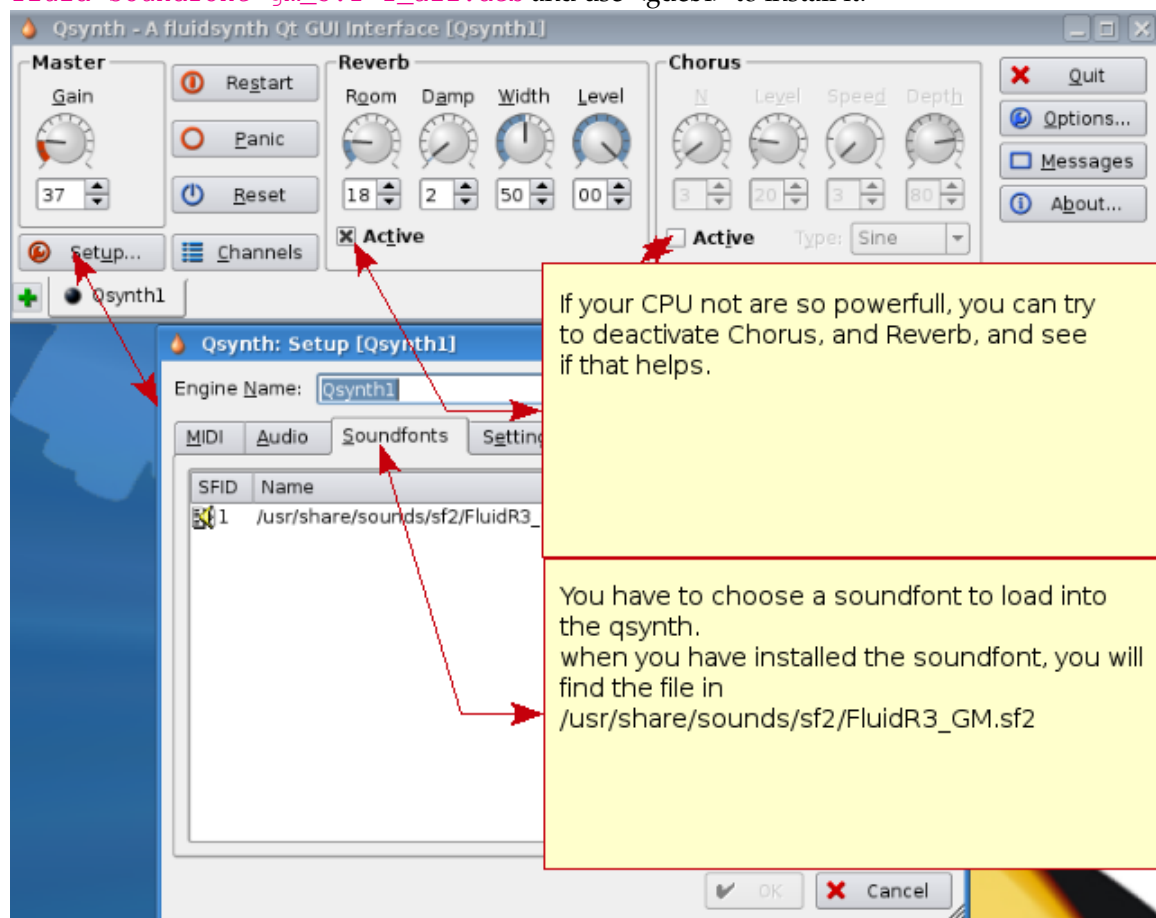 Qsynth - A fluidsynth Qt GUI Interface [Qsynth1]
Master
Gain
37
Setup...
Restart
Panic
Reset
Channels
Reverb
Room Damp Width Level
18 2 50 00
Active
Chorus
N Level Speed Depth
3 20 3 80
Active Type: Sine
Quit
Options...
Messages
About...
Qsynth1
If your CPU not are so powerfull, you can try
to deactivate Chorus, and Reverb, and see
if that helps.
Qsynth: Setup [Qsynth1]
Engine Name: Qsynth1
MIDI Audio Soundfonts Setting
SFID Name
1 /usr/share/sounds/sf2/FluidR3_
You have to choose a soundfont to load into
the qsynth.
when you have installed the soundfont, you will
find the file in
/usr/share/sounds/sf2/FluidR3_GM.sf2
OK Cancel